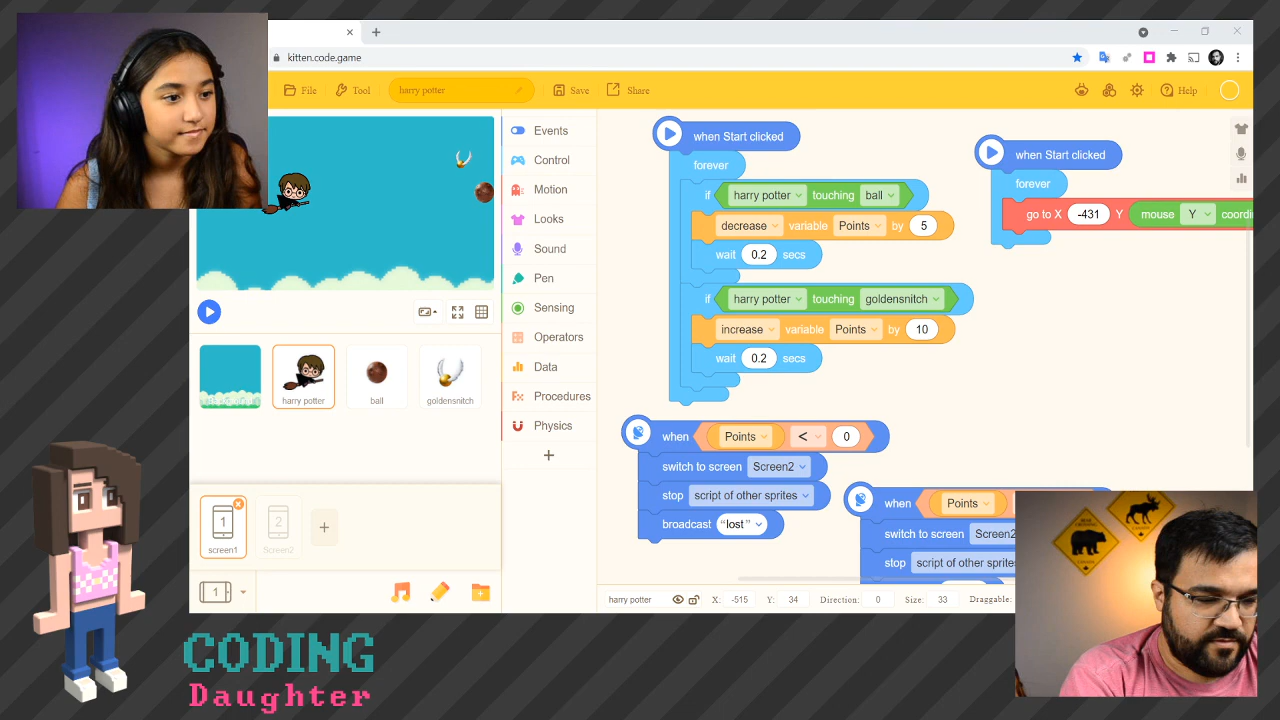 kitten.code.game
File
Tool
harry potter
Save
Share
Help
Events
Control
Motion
Looks
Sound
Pen
Sensing
Operators
Data
Procedures
Physics
when Start clicked
forever
if harry potter touching ball
decrease variable Points by 5
wait 0.2 secs
if harry potter touching goldensnitch
increase variable Points by 10
wait 0.2 secs
when Start clicked
forever
go to X -431 Y mouse Y coordin
when Points < 0
switch to screen Screen2
stop script of other sprites
broadcast "lost"
when Points
switch to screen Screen2
stop script of other sprites
harry potter
ball
goldensnitch
1
screen1
2
Screen2
1
harry potter X: -515 Y: 34 Direction: 0 Size: 33 Draggable:
CODING
Daughter